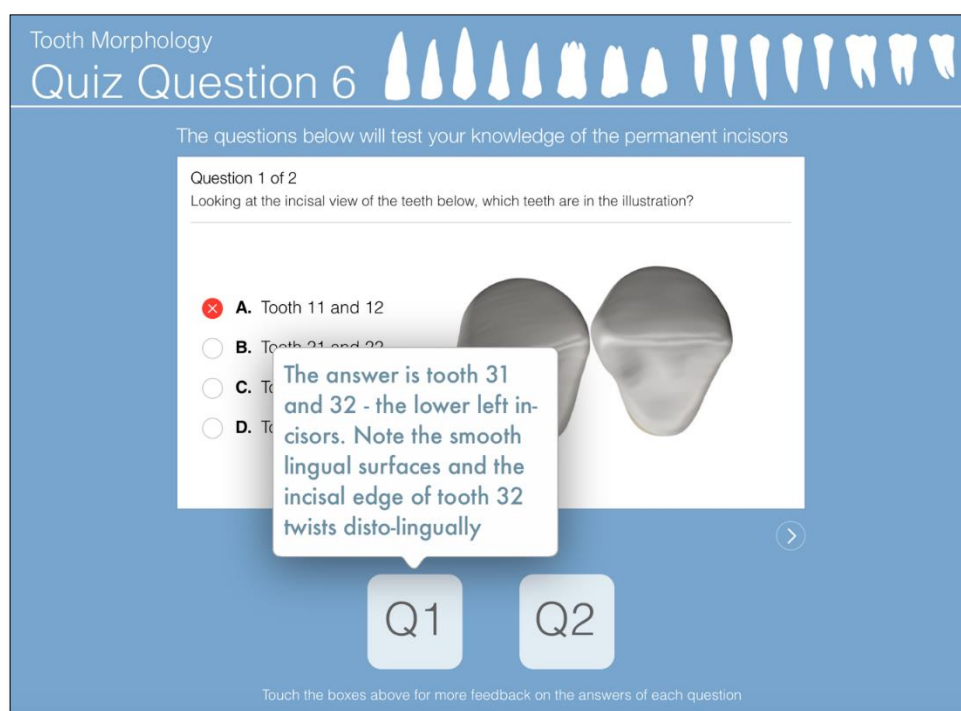 Tooth Morphology
Quiz Question 6
The questions below will test your knowledge of the permanent incisors
Question 1 of 2
Looking at the incisal view of the teeth below, which teeth are in the illustration?
A. Tooth 11 and 12
B. Tooth 21 and 22
C.
D.
The answer is tooth 31
and 32 - the lower left in-
cisors. Note the smooth
lingual surfaces and the
incisal edge of tooth 32
twists disto-lingually
Q1
Q2
Touch the boxes above for more feedback on the answers of each question